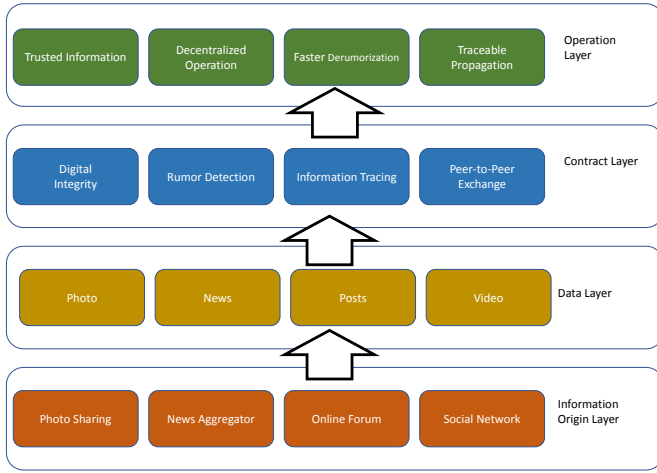 Trusted Information
Decentralized
Operation
Faster Derumorization
Traceable
Propagation
Operation
Layer
Digital
Integrity
Rumor Detection
Information Tracing
Peer-to-Peer
Exchange
Contract Layer
Photo
News
Posts
Video
Data Layer
Photo Sharing
News Aggregator
Online Forum
Social Network
Information
Origin Layer